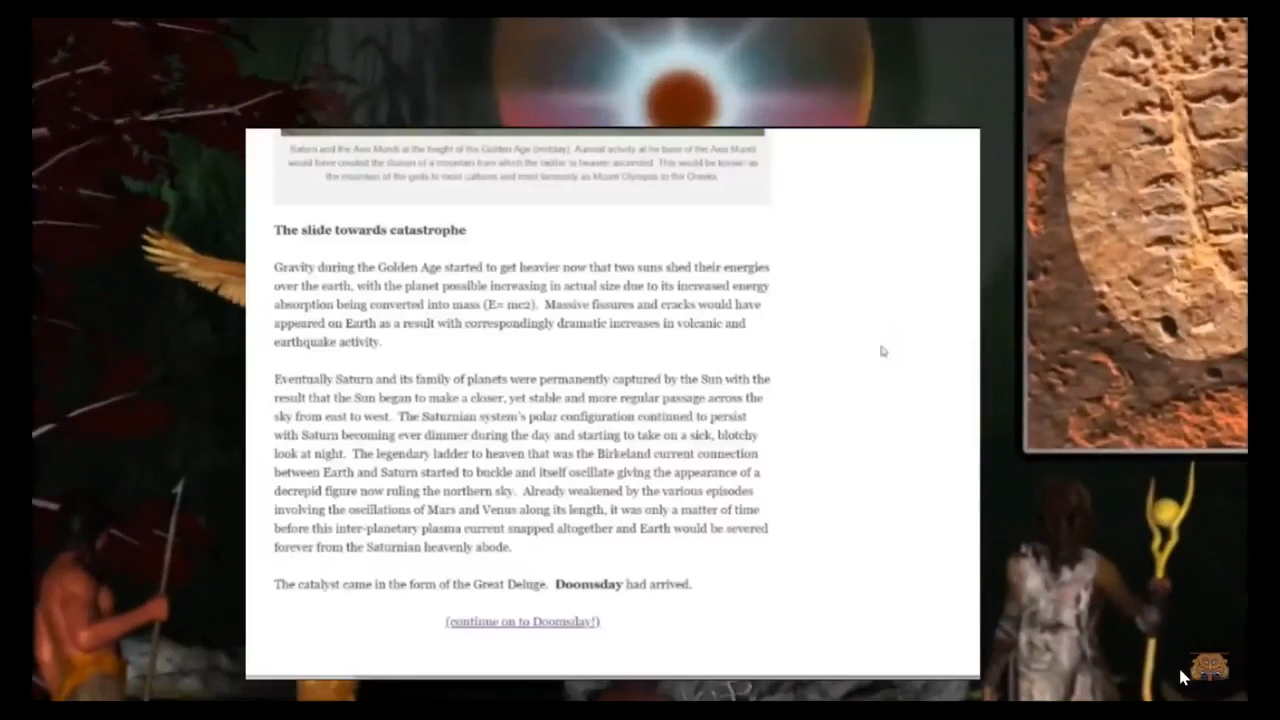 Saturn and the Axis Mundi at the height of the Golden Age (midday). Auroral activity at he base of the Axis Mundi
would have created the illusion of a mountain from which the ladder to heaven ascended. This would be known as
the mountain of the gods to most cultures and most famously as Mount Olympus to the Greeks.
The slide towards catastrophe
Gravity during the Golden Age started to get heavier now that two suns shed their energies
over the earth, with the planet possible increasing in actual size due to its increased energy
absorption being converted into mass (E= mc2). Massive fissures and cracks would have
appeared on Earth as a result with correspondingly dramatic increases in volcanic and
earthquake activity.
Eventually Saturn and its family of planets were permanently captured by the Sun with the
result that the Sun began to make a closer, yet stable and more regular passage across the
sky from east to west. The Saturnian system's polar configuration continued to persist
with Saturn becoming ever dimmer during the day and starting to take on a sick, blotchy
look at night. The legendary ladder to heaven that was the Birkeland current connection
between Earth and Saturn started to buckle and itself oscillate giving the appearance of a
decrepid figure now ruling the northern sky. Already weakened by the various episodes
involving the oscillations of Mars and Venus along its length, it was only a matter of time
before this inter-planetary plasma current snapped altogether and Earth would be severed
forever from the Saturnian heavenly abode.
The catalyst came in the form of the Great Deluge. Doomsday had arrived.
(continue on to Doomsday!)